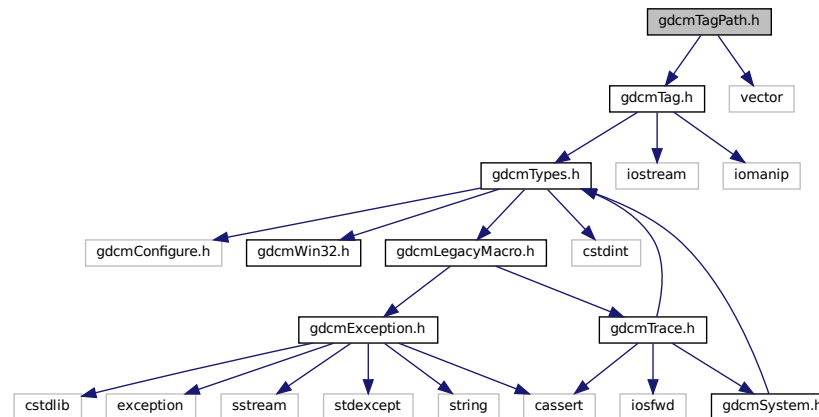 gdcmTagPath.h
gdcmTag.h
vector
gdcmTypes.h
iostream
iomanip
gdcmConfigure.h
gdcmWin32.h
gdcmLegacyMacro.h
cstdint
gdcmException.h
gdcmTrace.h
cstdlib
exception
sstream
stdexcept
string
cassert
iosfwd
gdcmSystem.h